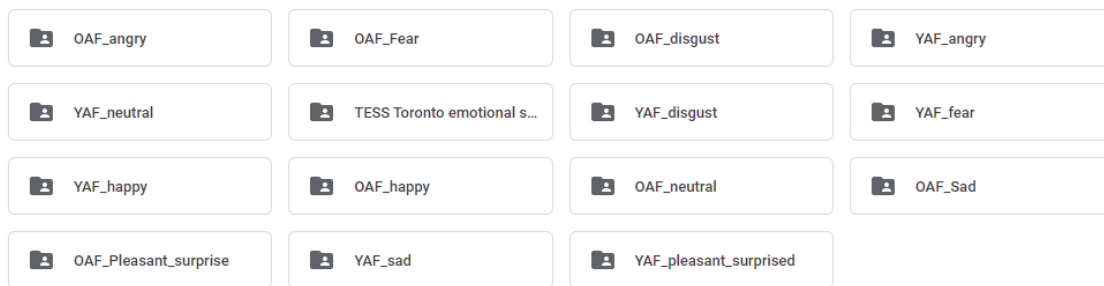 OAF_angry
OAF_Fear
OAF_disgust
YAF_angry
YAF_neutral
TESS Toronto emotional s...
YAF_disgust
YAF_fear
YAF_happy
OAF_happy
OAF_neutral
OAF_Sad
OAF_Pleasant_surprise
YAF_sad
YAF_pleasant_surprised